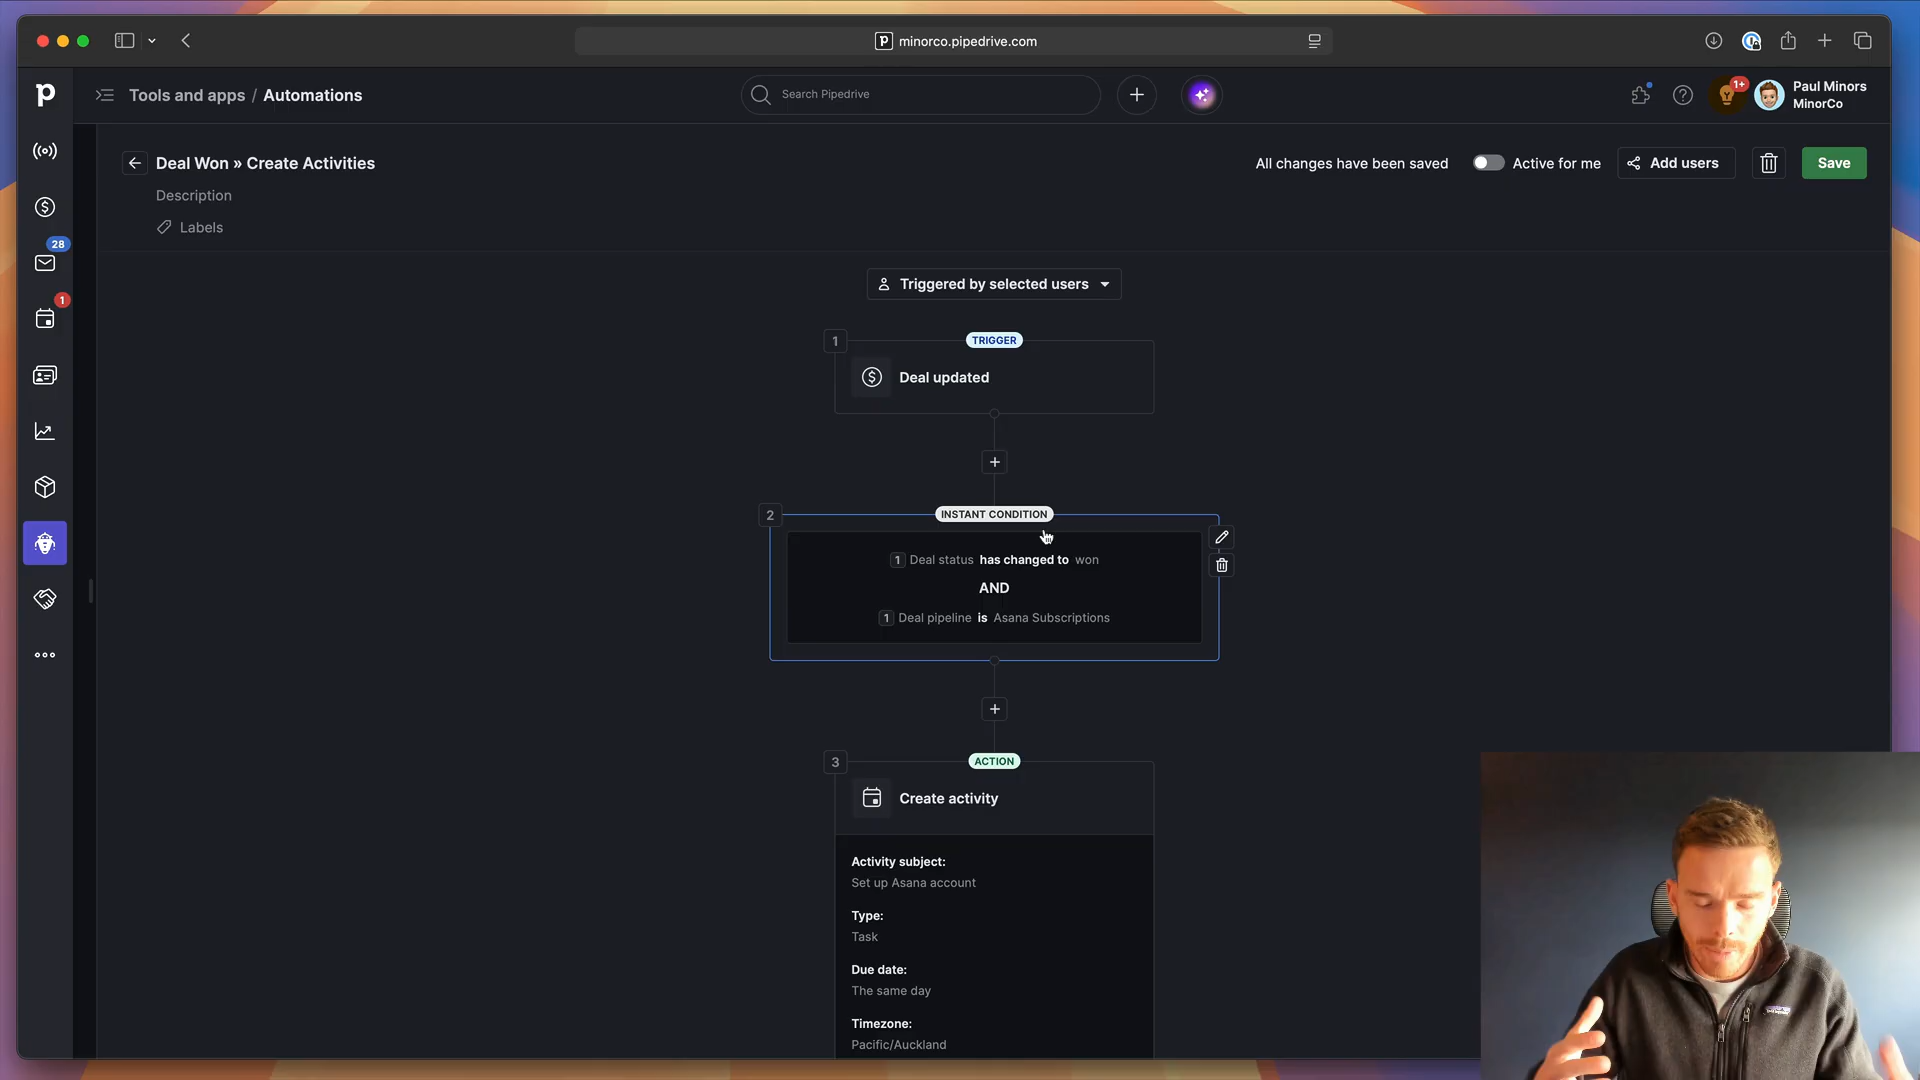 minorco.pipedrive.com
Tools and apps / Automations
Search Pipedrive
1+
Paul Minors
MinorCo
Deal Won » Create Activities
All changes have been saved
Active for me
Add users
Save
Description
Labels
28
1
Triggered by selected users
1
TRIGGER
Deal updated
2
INSTANT CONDITION
1 Deal status has changed to won
AND
1 Deal pipeline is Asana Subscriptions
3
ACTION
Create activity
Activity subject:
Set up Asana account
Type:
Task
Due date:
The same day
Timezone:
Pacific/Auckland